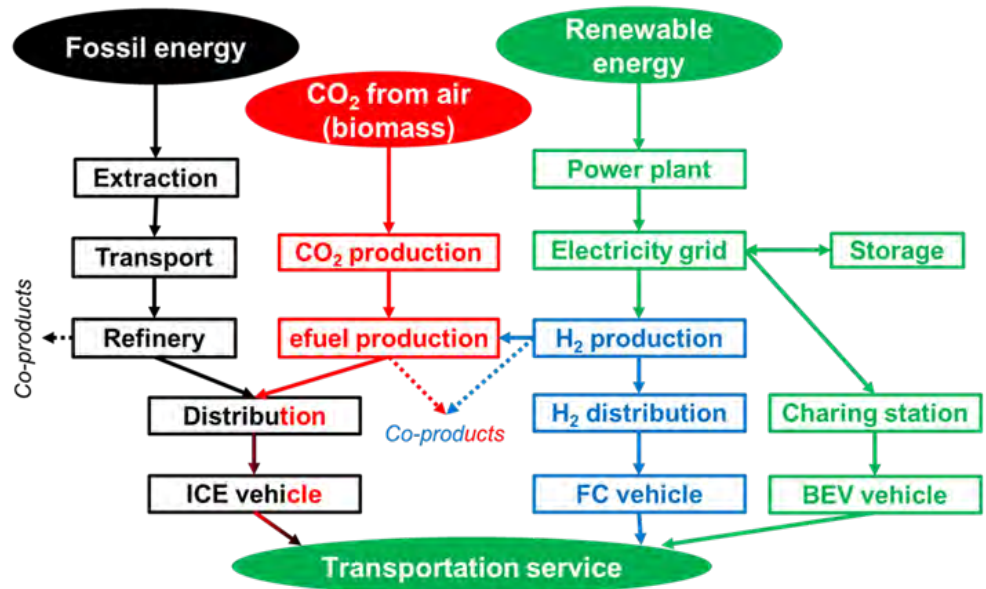 Fossil energy
Renewable
energy
CO₂ from air
(biomass)
Extraction
Power plant
Transport
CO₂ production
Electricity grid
Storage
Co-products
Refinery
efuel production
H₂ production
Distribution
Co-products
H₂ distribution
Charing station
ICE vehicle
FC vehicle
BEV vehicle
Transportation service